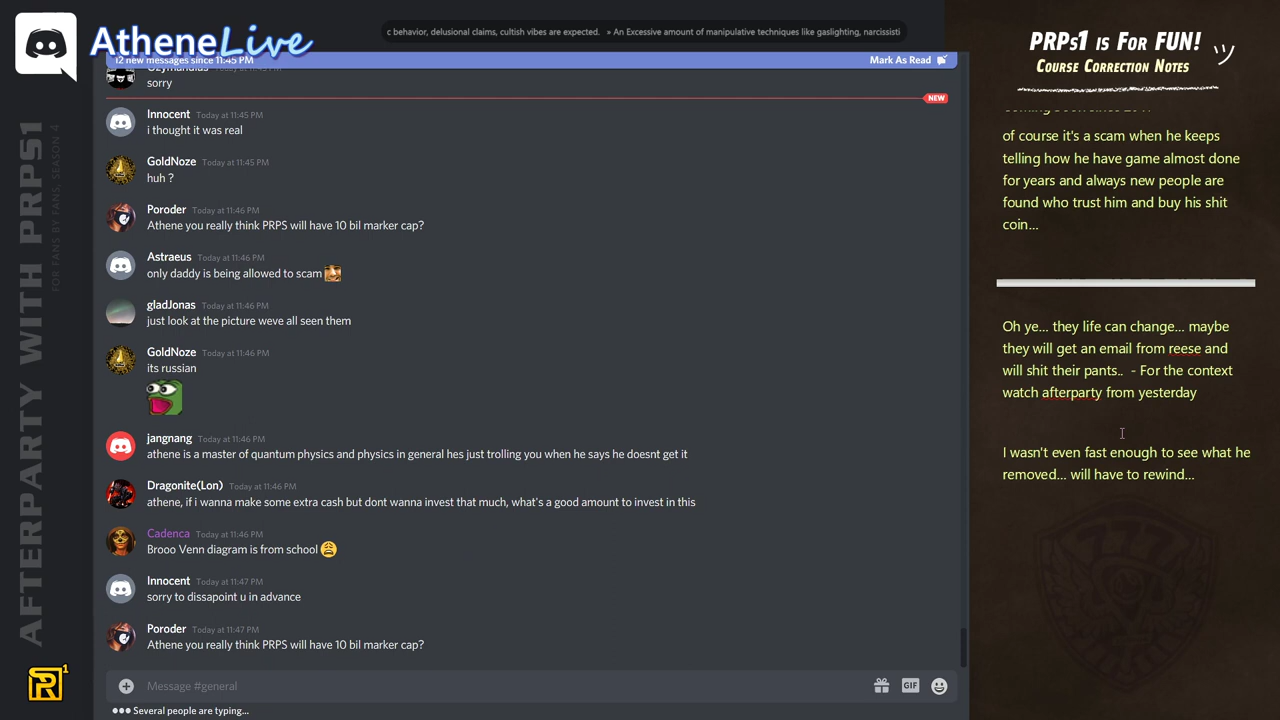 AtheneLive
c behavior, delusional claims, cultish vibes are expected.   » An Excessive amount of manipulative techniques like gaslighting, narcissisti
12 new messages since 11:45 PM
Mark As Read
sorry
NEW
Innocent Today at 11:45 PM
i thought it was real
GoldNoze Today at 11:45 PM
huh ?
Poroder Today at 11:46 PM
Athene you really think PRPS will have 10 bil marker cap?
Astraeus Today at 11:46 PM
only daddy is being allowed to scam
gladJonas Today at 11:46 PM
just look at the picture weve all seen them
GoldNoze Today at 11:46 PM
its russian
jangnang Today at 11:46 PM
athene is a master of quantum physics and physics in general hes just trolling you when he says he doesnt get it
Dragonite(Lon) Today at 11:46 PM
athene, if i wanna make some extra cash but dont wanna invest that much, what's a good amount to invest in this
Cadenca Today at 11:46 PM
Brooo Venn diagram is from school
Innocent Today at 11:47 PM
sorry to dissapoint u in advance
Poroder Today at 11:47 PM
Athene you really think PRPS will have 10 bil marker cap?
Message #general
GIF
Several people are typing...
AFTERPARTY WITH PRPS1
FOR FANS BY FANS, SEASON 4
R1
PRPs1 is For FUN!
Course Correction Notes
ツ
of course it's a scam when he keeps
telling how he have game almost done
for years and always new people are
found who trust him and buy his shit
coin...
Oh ye... they life can change... maybe
they will get an email from reese and
will shit their pants..  - For the context
watch afterparty from yesterday
I wasn't even fast enough to see what he
removed... will have to rewind...